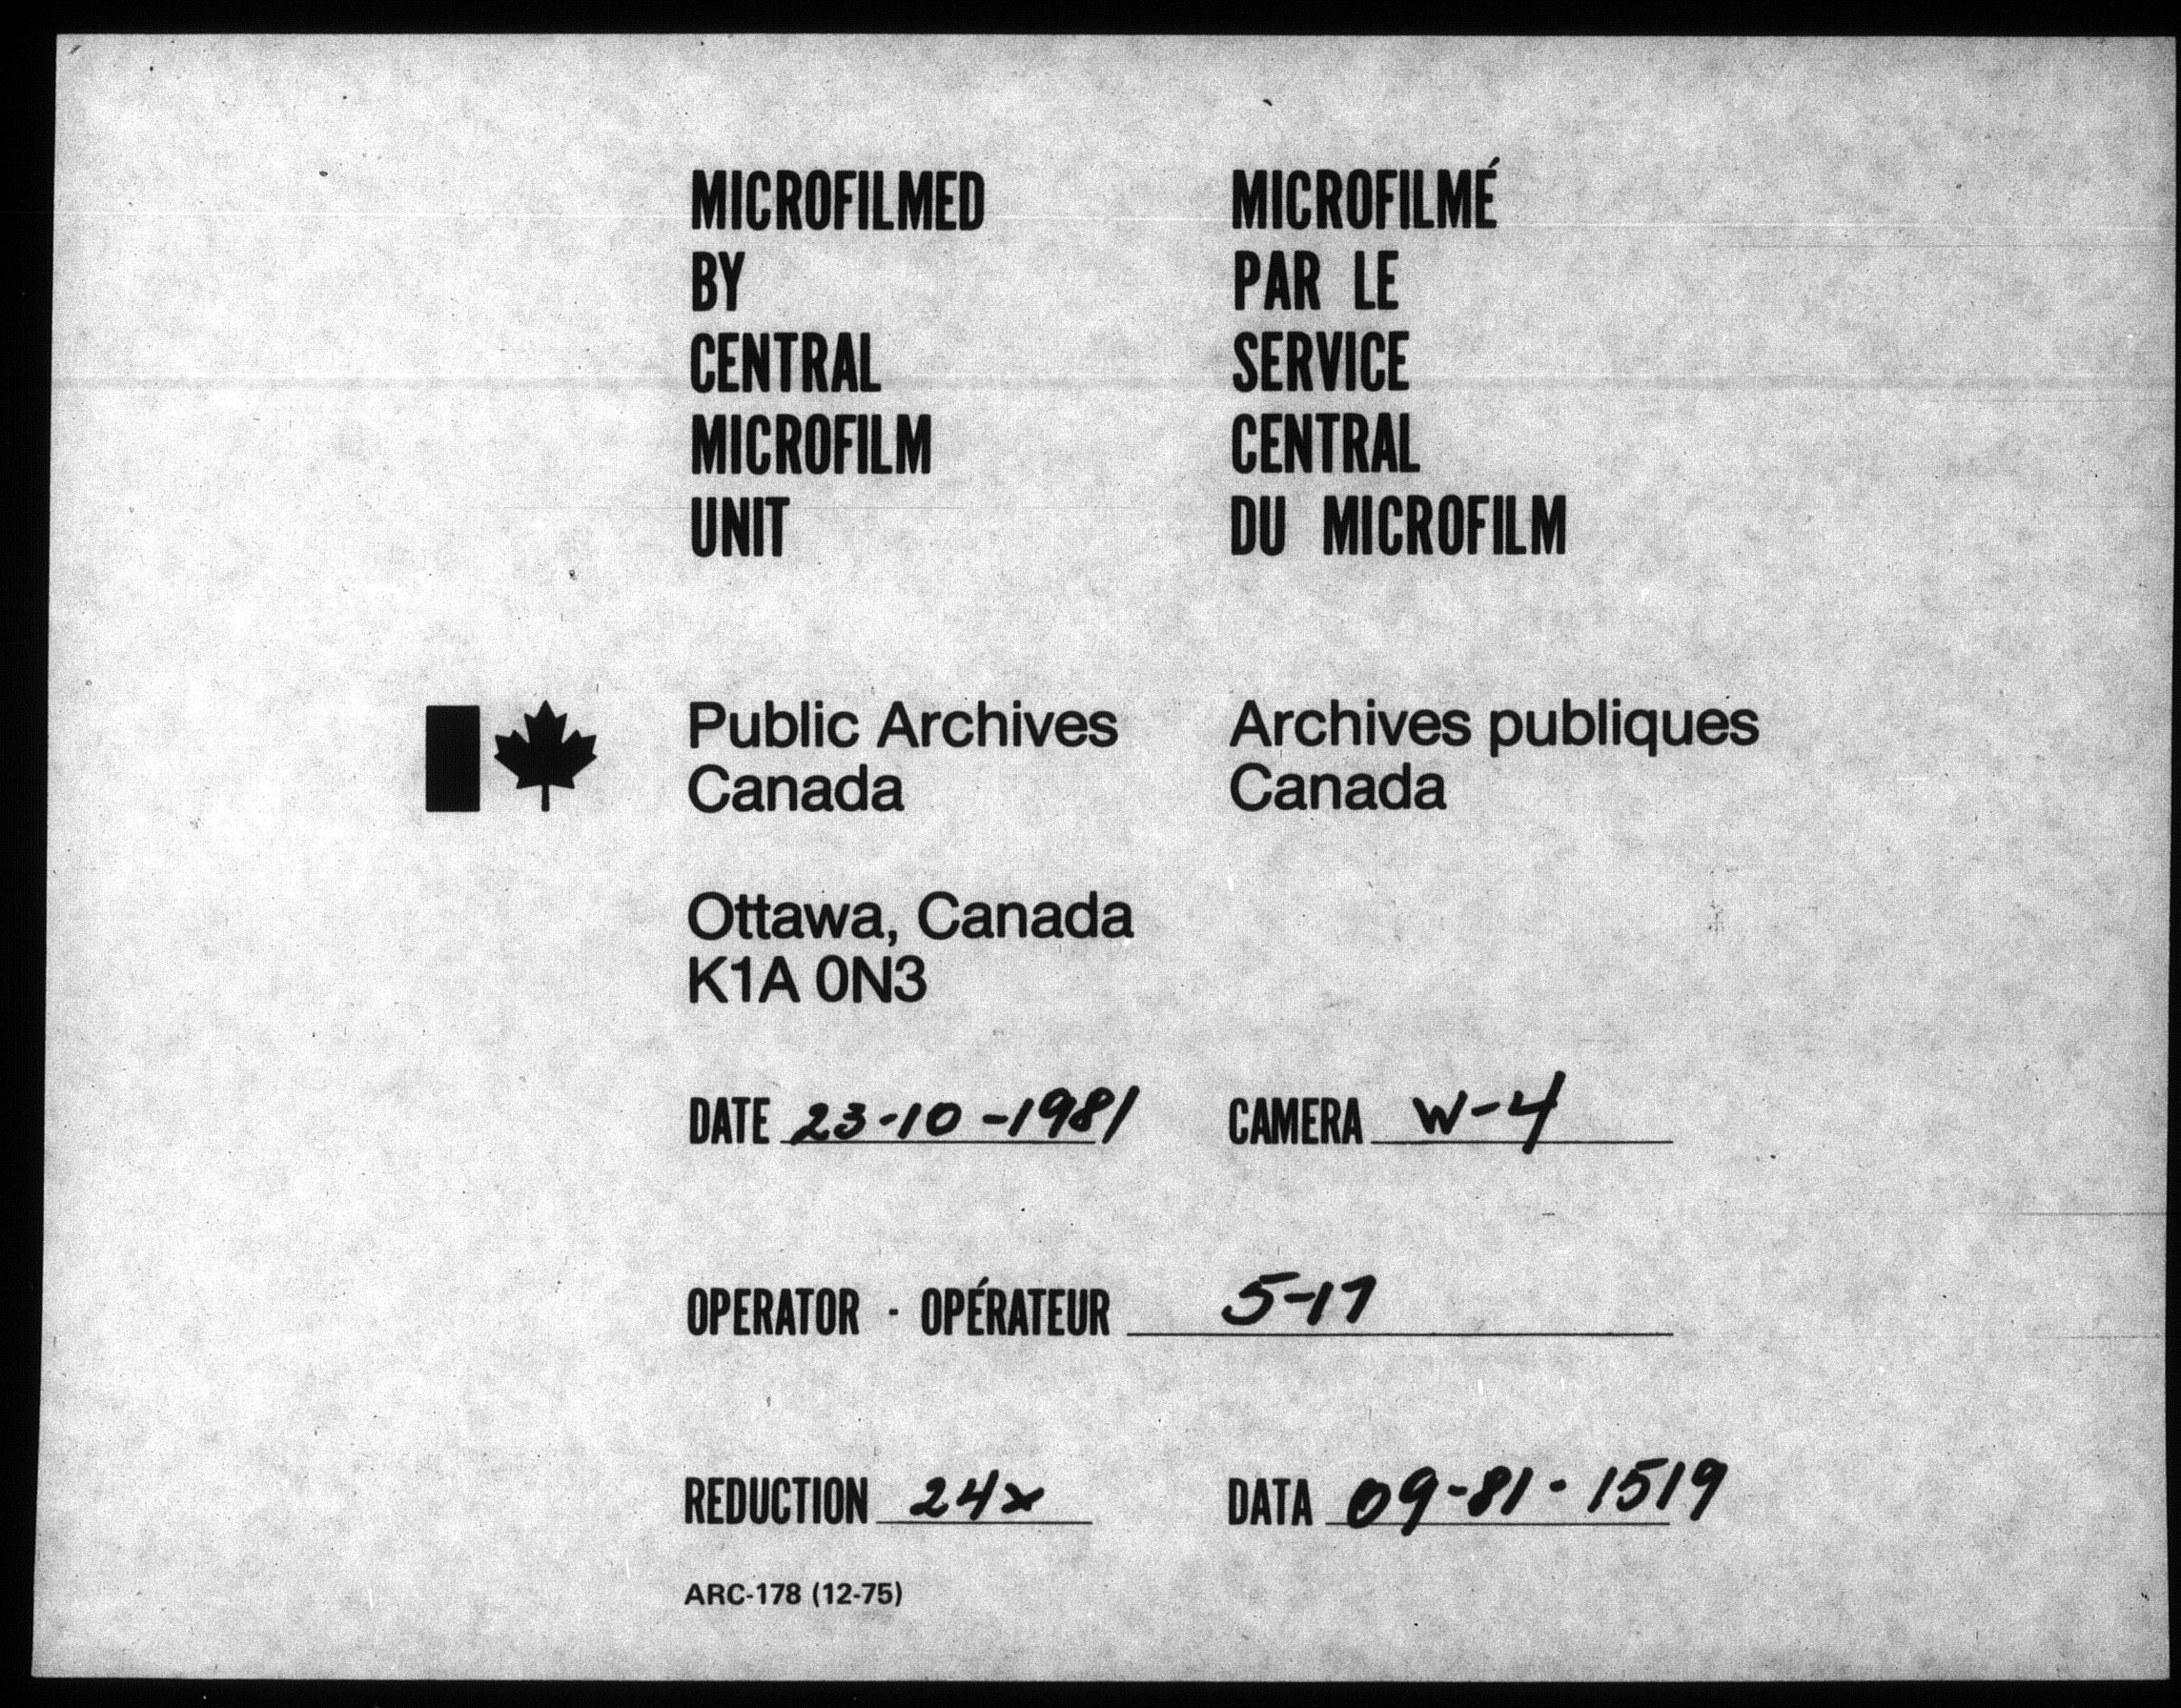 MICROFILMED
BY
CENTRAL
MICROFILM
UNIT
MICROFILMÉ
PAR LE
SERVICE
CENTRAL
DU MICROFILM
Public Archives
Canada
Archives publiques
Canada
Ottawa, Canada
K1A 0N3
DATE 23-10-1981 CAMERA W-4
OPERATOR - OPÉRATEUR 5-17
REDUCTION 24x DATA 09-81-1519
ARC-178 (12-75)